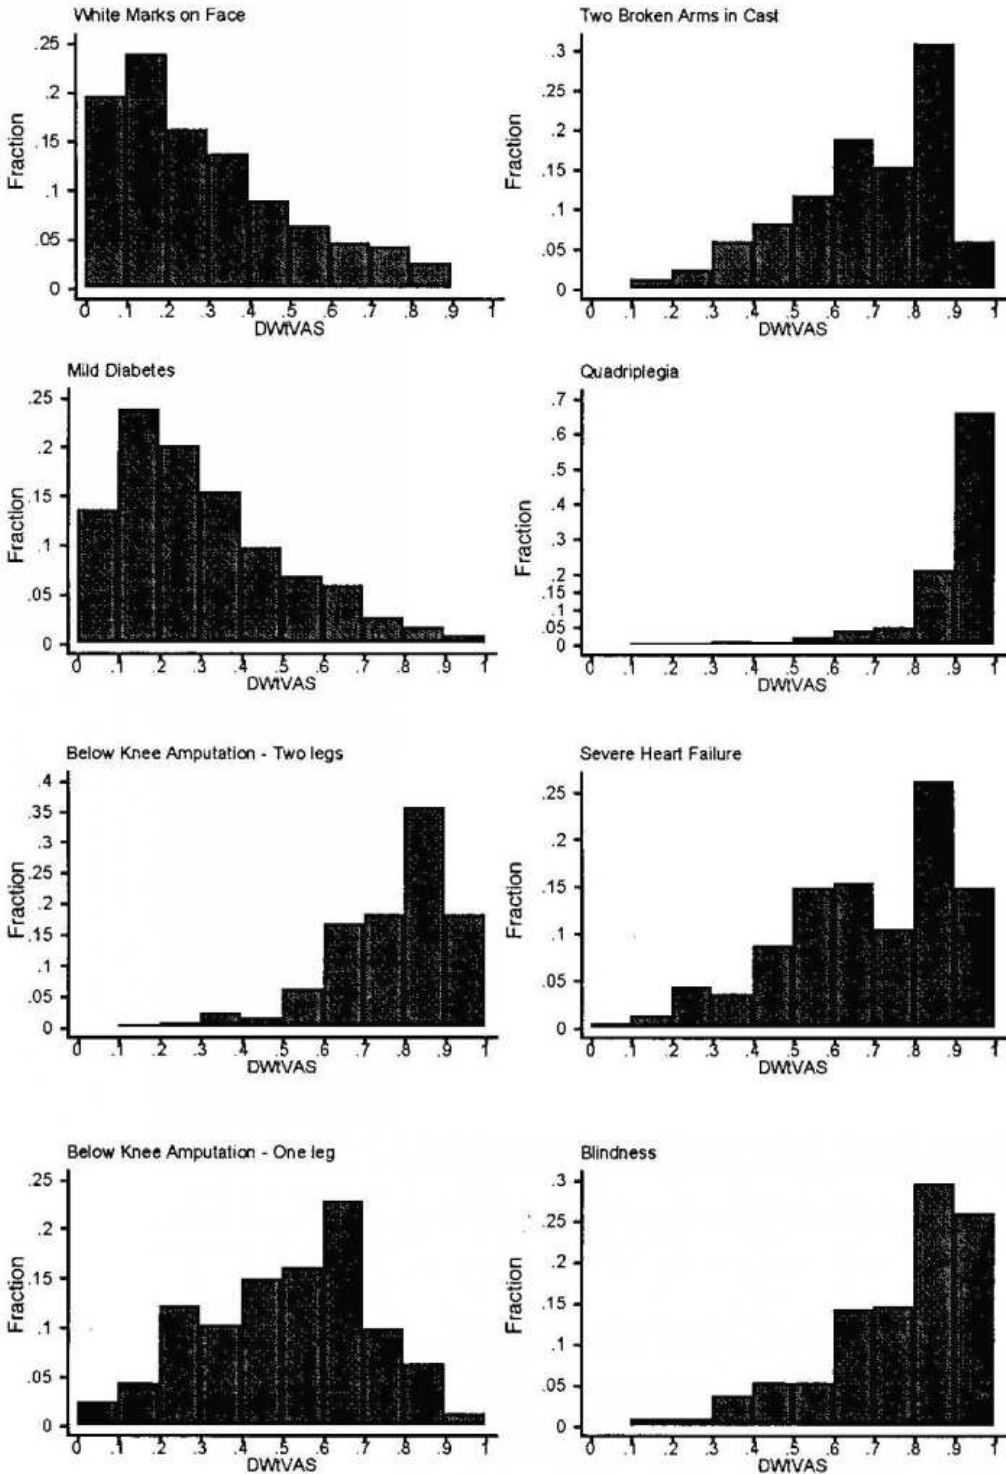 White Marks on Face
Fraction
.25
.2
.15
.1
.05
0
0 .1 .2 .3 .4 .5 .6 .7 .8 .9 1
DWtVAS
Two Broken Arms in Cast
Fraction
.3
.25
.2
.15
.1
.05
0
0 .1 .2 .3 .4 .5 .6 .7 .8 .9 1
DWtVAS
Mild Diabetes
Fraction
.25
.2
.15
.1
.05
0
0 .1 .2 .3 .4 .5 .6 .7 .8 .9 1
DWtVAS
Quadriplegia
Fraction
.7
.6
.5
.4
.3
.2
.15
.1
.05
0
0 .1 .2 .3 .4 .5 .6 .7 .8 .9 1
DWtVAS
Below Knee Amputation - Two legs
Fraction
.4
.35
.3
.25
.2
.15
.1
.05
0
0 .1 .2 .3 .4 .5 .6 .7 .8 .9 1
DWtVAS
Severe Heart Failure
Fraction
.25
.2
.15
.1
.05
0
0 .1 .2 .3 .4 .5 .6 .7 .8 .9 1
DWtVAS
Below Knee Amputation - One leg
Fraction
.25
.2
.15
.1
.05
0
0 .1 .2 .3 .4 .5 .6 .7 .8 .9 1
DWtVAS
Blindness
Fraction
.3
.25
.2
.15
.1
.05
0
0 .1 .2 .3 .4 .5 .6 .7 .8 .9 1
DWtVAS